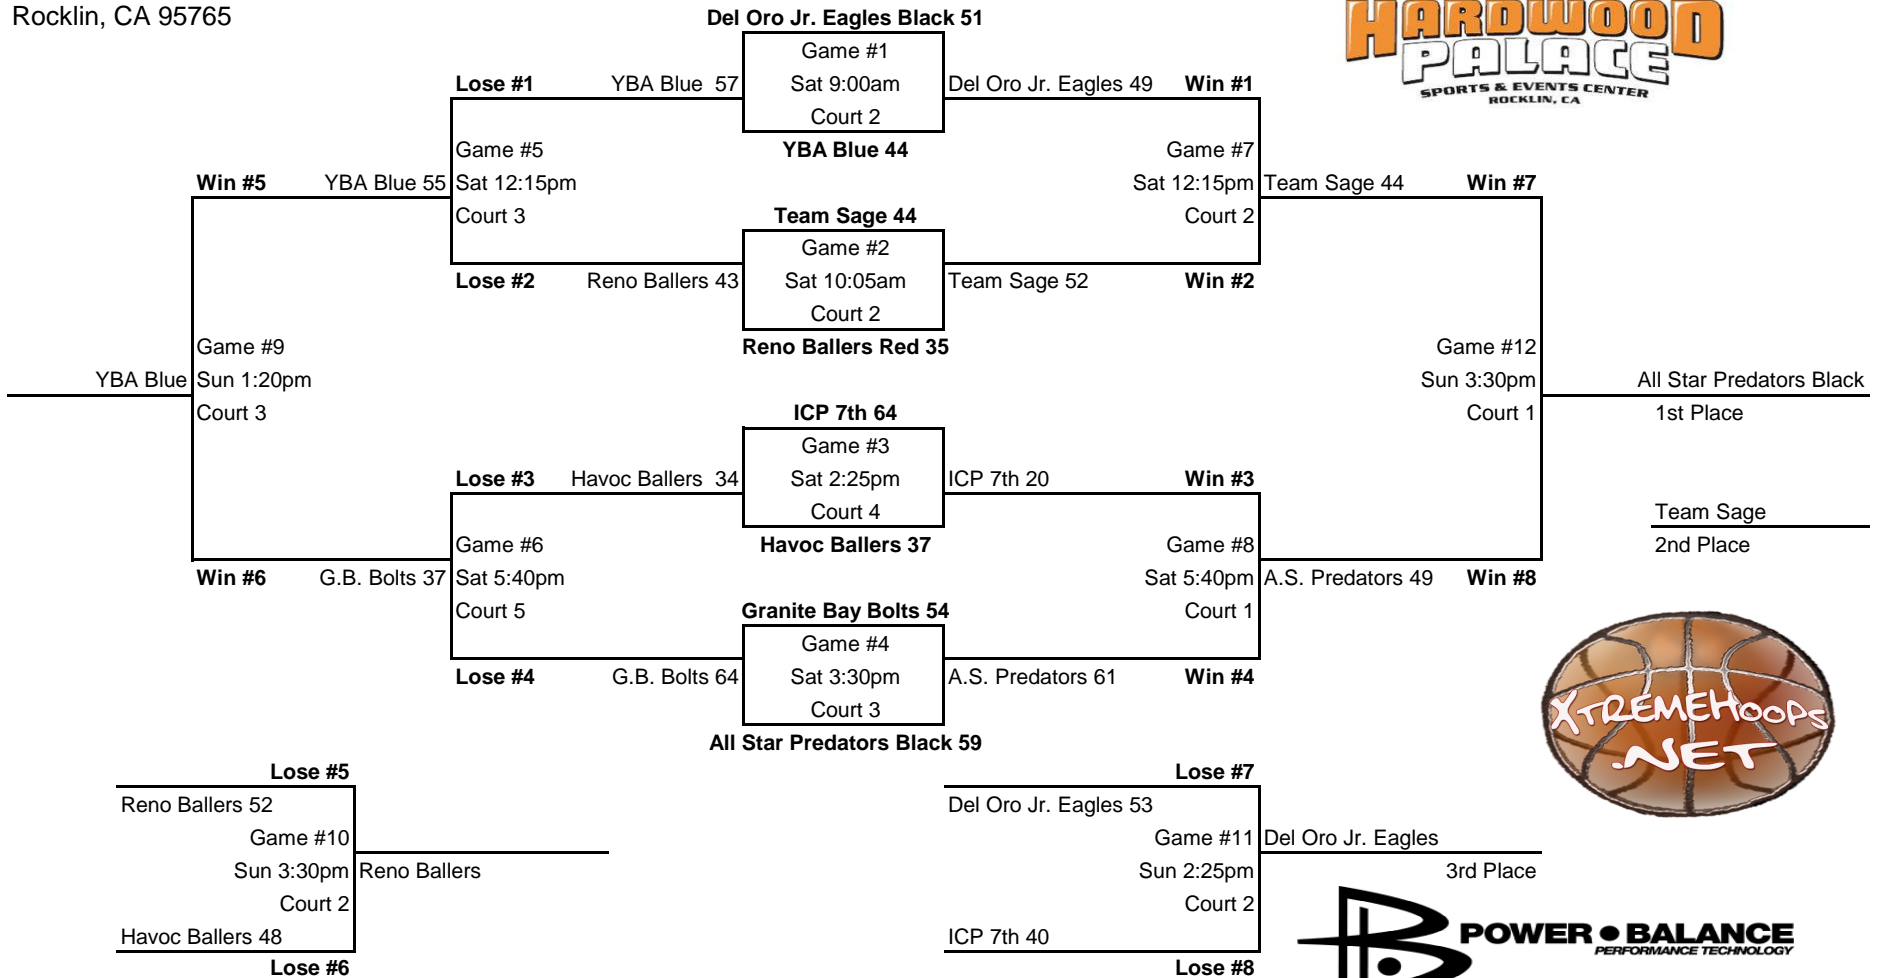 Rocklin, CA 95765
HARDWOOD
PALACE
SPORTS & EVENTS CENTER
ROCKLIN, CA
Del Oro Jr. Eagles Black 51
Game #1
Lose #1 YBA Blue 57 Sat 9:00am Del Oro Jr. Eagles 49 Win #1
Court 2
Game #5 YBA Blue 44 Game #7
Win #5 YBA Blue 55 Sat 12:15pm Sat 12:15pm Team Sage 44 Win #7
Court 3 Team Sage 44 Court 2
Game #2
Lose #2 Reno Ballers 43 Sat 10:05am Team Sage 52 Win #2
Court 2
Game #9 Reno Ballers Red 35 Game #12
YBA Blue Sun 1:20pm Sun 3:30pm All Star Predators Black
Court 3 ICP 7th 64 Court 1 1st Place
Game #3
Lose #3 Havoc Ballers 34 Sat 2:25pm ICP 7th 20 Win #3
Court 4 Team Sage
Game #6 Havoc Ballers 37 Game #8 2nd Place
Win #6 G.B. Bolts 37 Sat 5:40pm Sat 5:40pm A.S. Predators 49 Win #8
Court 5 Granite Bay Bolts 54 Court 1
Game #4
Lose #4 G.B. Bolts 64 Sat 3:30pm A.S. Predators 61 Win #4
Court 3
All Star Predators Black 59
XTREMEHOOPS
.NET
Lose #5 Lose #7
Reno Ballers 52 Del Oro Jr. Eagles 53
Game #10 Game #11 Del Oro Jr. Eagles
Sun 3:30pm Reno Ballers Sun 2:25pm 3rd Place
Court 2 Court 2
Havoc Ballers 48 ICP 7th 40
Lose #6 Lose #8
POWER BALANCE
PERFORMANCE TECHNOLOGY